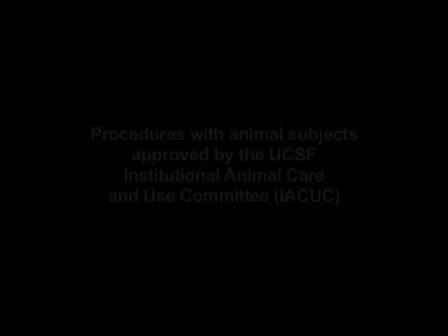 Procedures with animal subjects
approved by the UCSF
Institutional Animal Care
and Use Committee (IACUC)